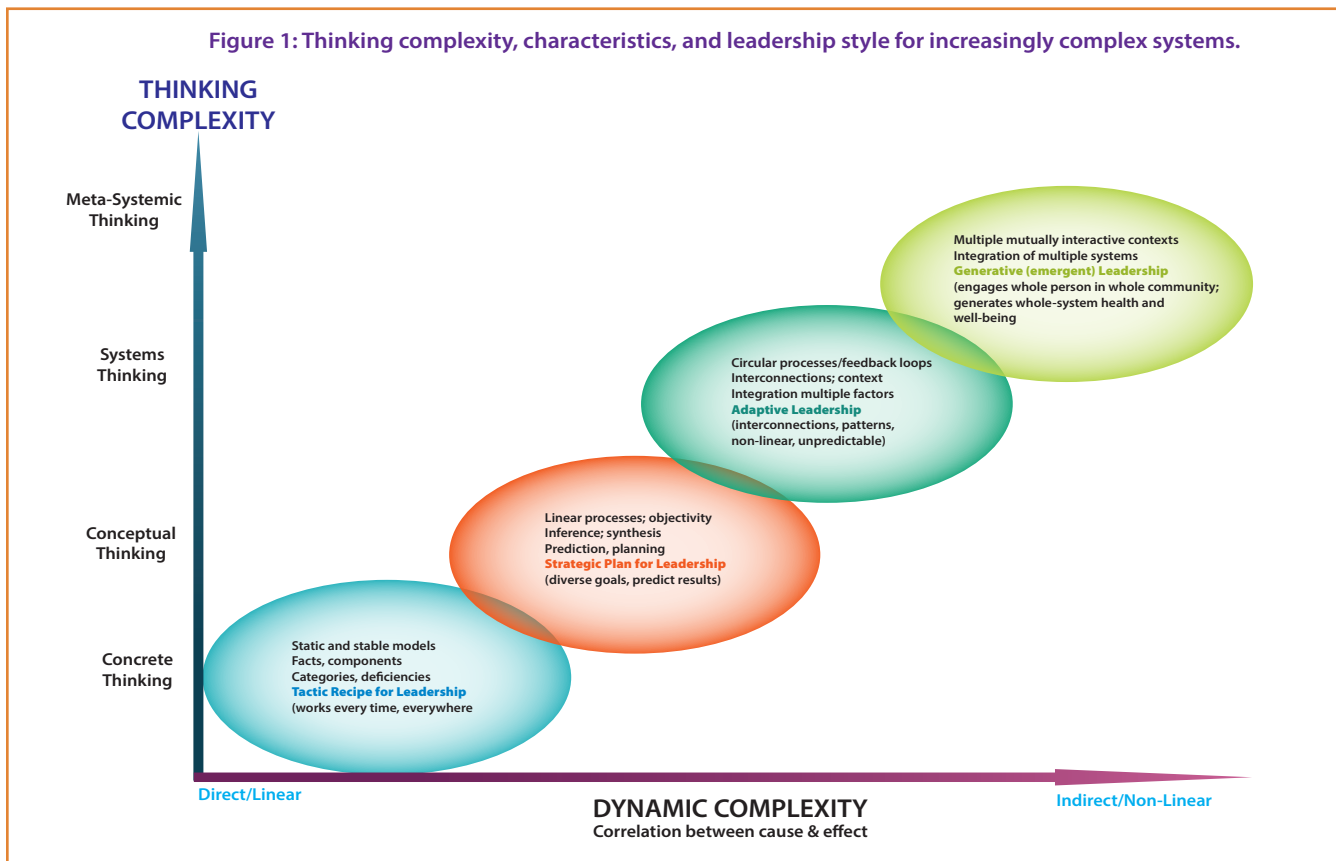 Figure 1: Thinking complexity, characteristics, and leadership style for increasingly complex systems.
THINKING
COMPLEXITY
Meta-Systemic
Thinking
Multiple mutually interactive contexts
Integration of multiple systems
Generative (emergent) Leadership
(engages whole person in whole community;
generates whole-system health and
well-being
Systems
Thinking
Circular processes/feedback loops
Interconnections; context
Integration multiple factors
Adaptive Leadership
(interconnections, patterns,
non-linear, unpredictable)
Conceptual
Thinking
Linear processes; objectivity
Inference; synthesis
Prediction, planning
Strategic Plan for Leadership
(diverse goals, predict results)
Concrete
Thinking
Static and stable models
Facts, components
Categories, deficiencies
Tactic Recipe for Leadership
(works every time, everywhere
Direct/Linear
Indirect/Non-Linear
DYNAMIC COMPLEXITY
Correlation between cause & effect